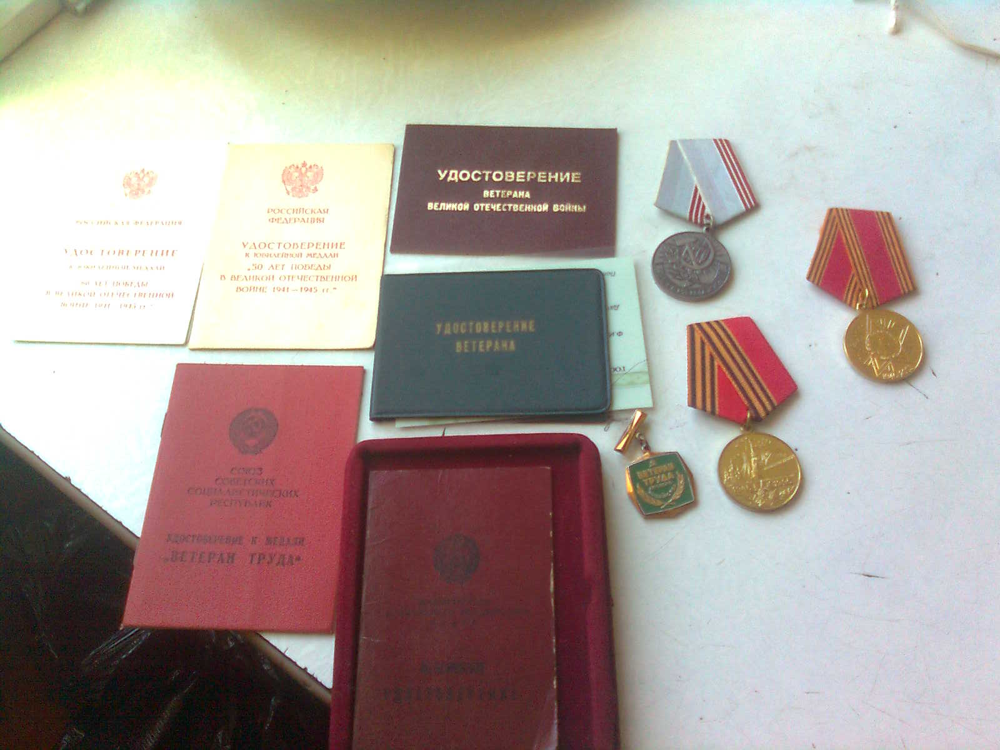 РОССИЙСКАЯ ФЕДЕРАЦИЯ
УДОСТОВЕРЕНИЕ
К ЮБИЛЕЙНОЙ МЕДАЛИ
60 ЛЕТ ПОБЕДЫ
В ВЕЛИКОЙ ОТЕЧЕСТВЕННОЙ
ВОЙНЕ 1941–1945 гг."
РОССИЙСКАЯ
ФЕДЕРАЦИЯ
УДОСТОВЕРЕНИЕ
К ЮБИЛЕЙНОЙ МЕДАЛИ
„50 ЛЕТ ПОБЕДЫ
В ВЕЛИКОЙ ОТЕЧЕСТВЕННОЙ
ВОЙНЕ 1941–1945 гг."
УДОСТОВЕРЕНИЕ
ВЕТЕРАНА
ВЕЛИКОЙ ОТЕЧЕСТВЕННОЙ ВОЙНЫ
УДОСТОВЕРЕНИЕ
ВЕТЕРАНА
СОЮЗ
СОВЕТСКИХ
СОЦИАЛИСТИЧЕСКИХ
РЕСПУБЛИК
УДОСТОВЕРЕНИЕ К МЕДАЛИ
„ВЕТЕРАН ТРУДА"
УДОСТОВЕРЕНИЕ
ВЕТЕРАН
ТРУДА